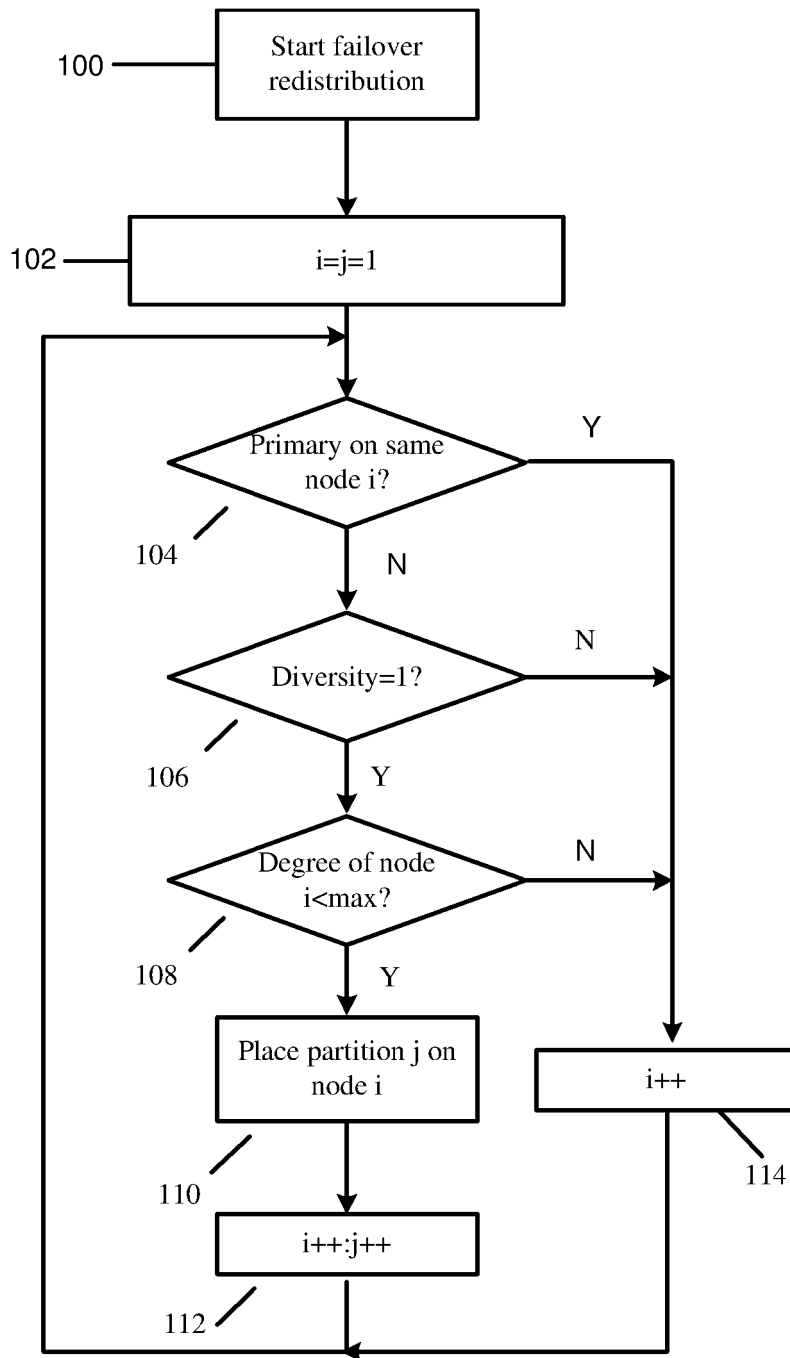 Start failover
redistribution
100
i=j=1
102
Primary on same
node i?
Y
104
N
Diversity=1?
N
106
Y
Degree of node
i<max?
N
108
Y
Place partition j on
node i
i++
110
114
i++:j++
112